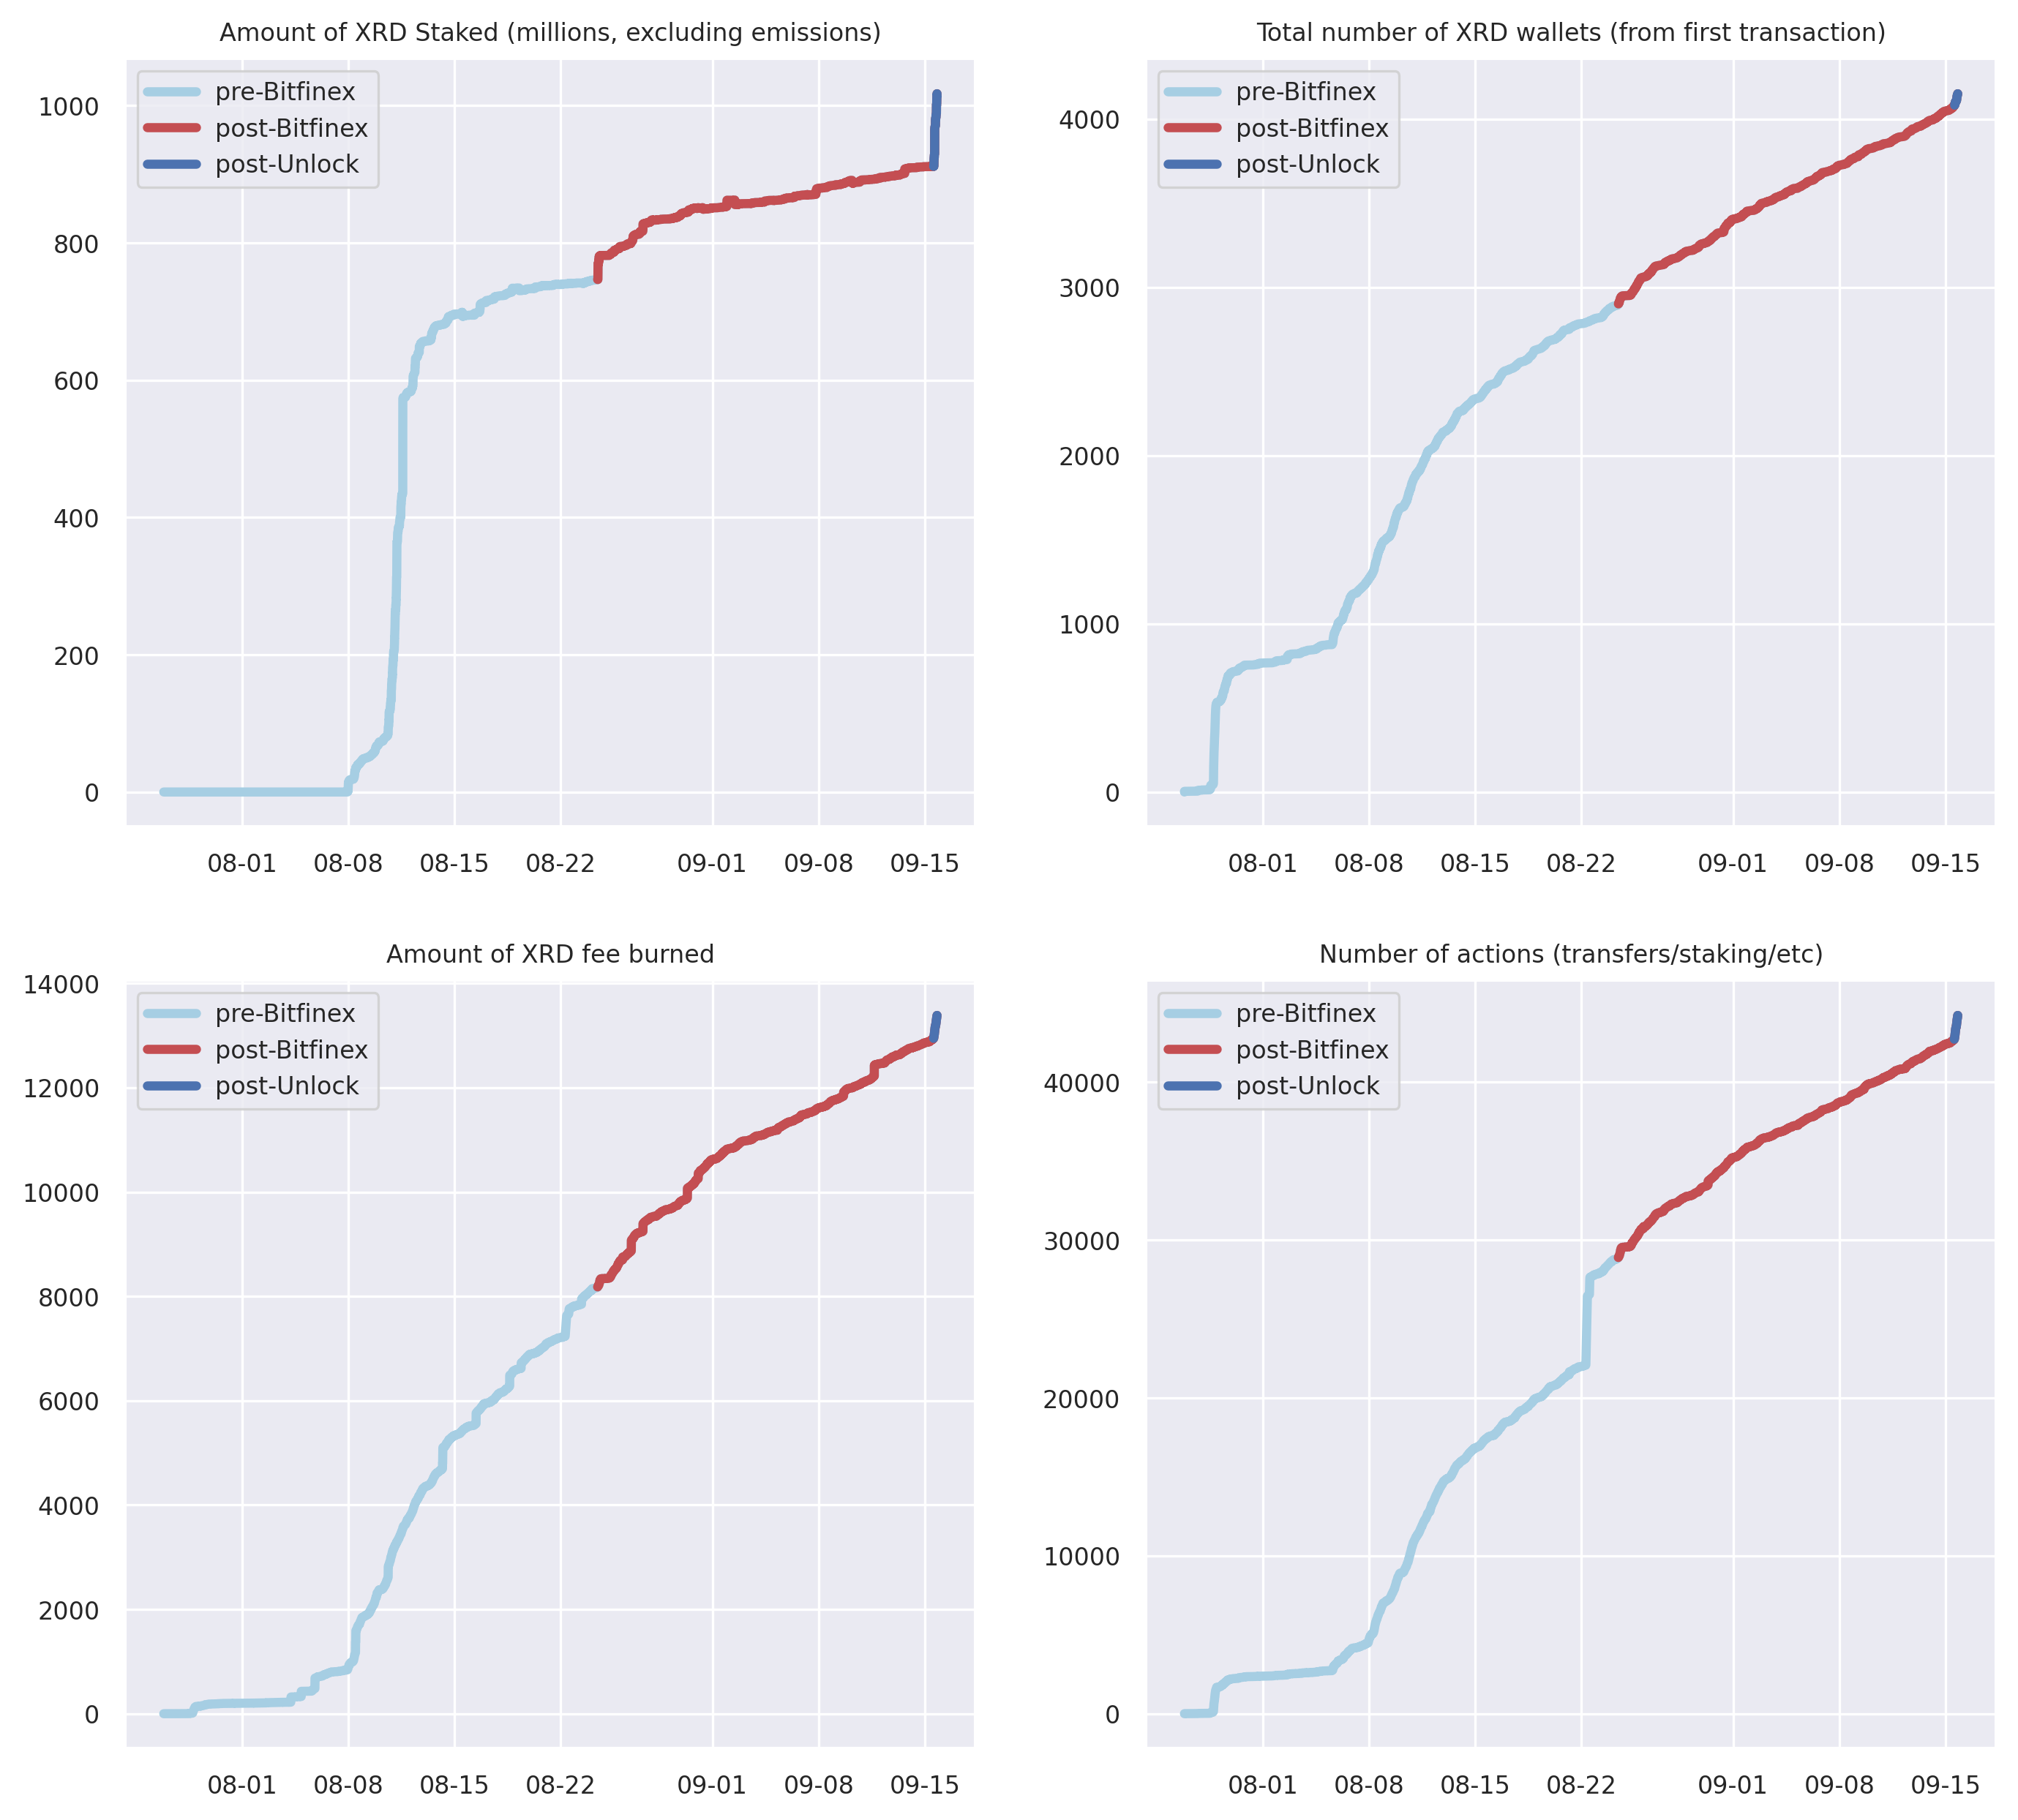 Amount of XRD Staked (millions, excluding emissions)
pre-Bitfinex
post-Bitfinex
post-Unlock
1000
800
600
400
200
0
08-01 08-08 08-15 08-22 09-01 09-08 09-15
Total number of XRD wallets (from first transaction)
pre-Bitfinex
post-Bitfinex
post-Unlock
4000
3000
2000
1000
0
08-01 08-08 08-15 08-22 09-01 09-08 09-15
Amount of XRD fee burned
pre-Bitfinex
post-Bitfinex
post-Unlock
14000
12000
10000
8000
6000
4000
2000
0
08-01 08-08 08-15 08-22 09-01 09-08 09-15
Number of actions (transfers/staking/etc)
pre-Bitfinex
post-Bitfinex
post-Unlock
40000
30000
20000
10000
0
08-01 08-08 08-15 08-22 09-01 09-08 09-15